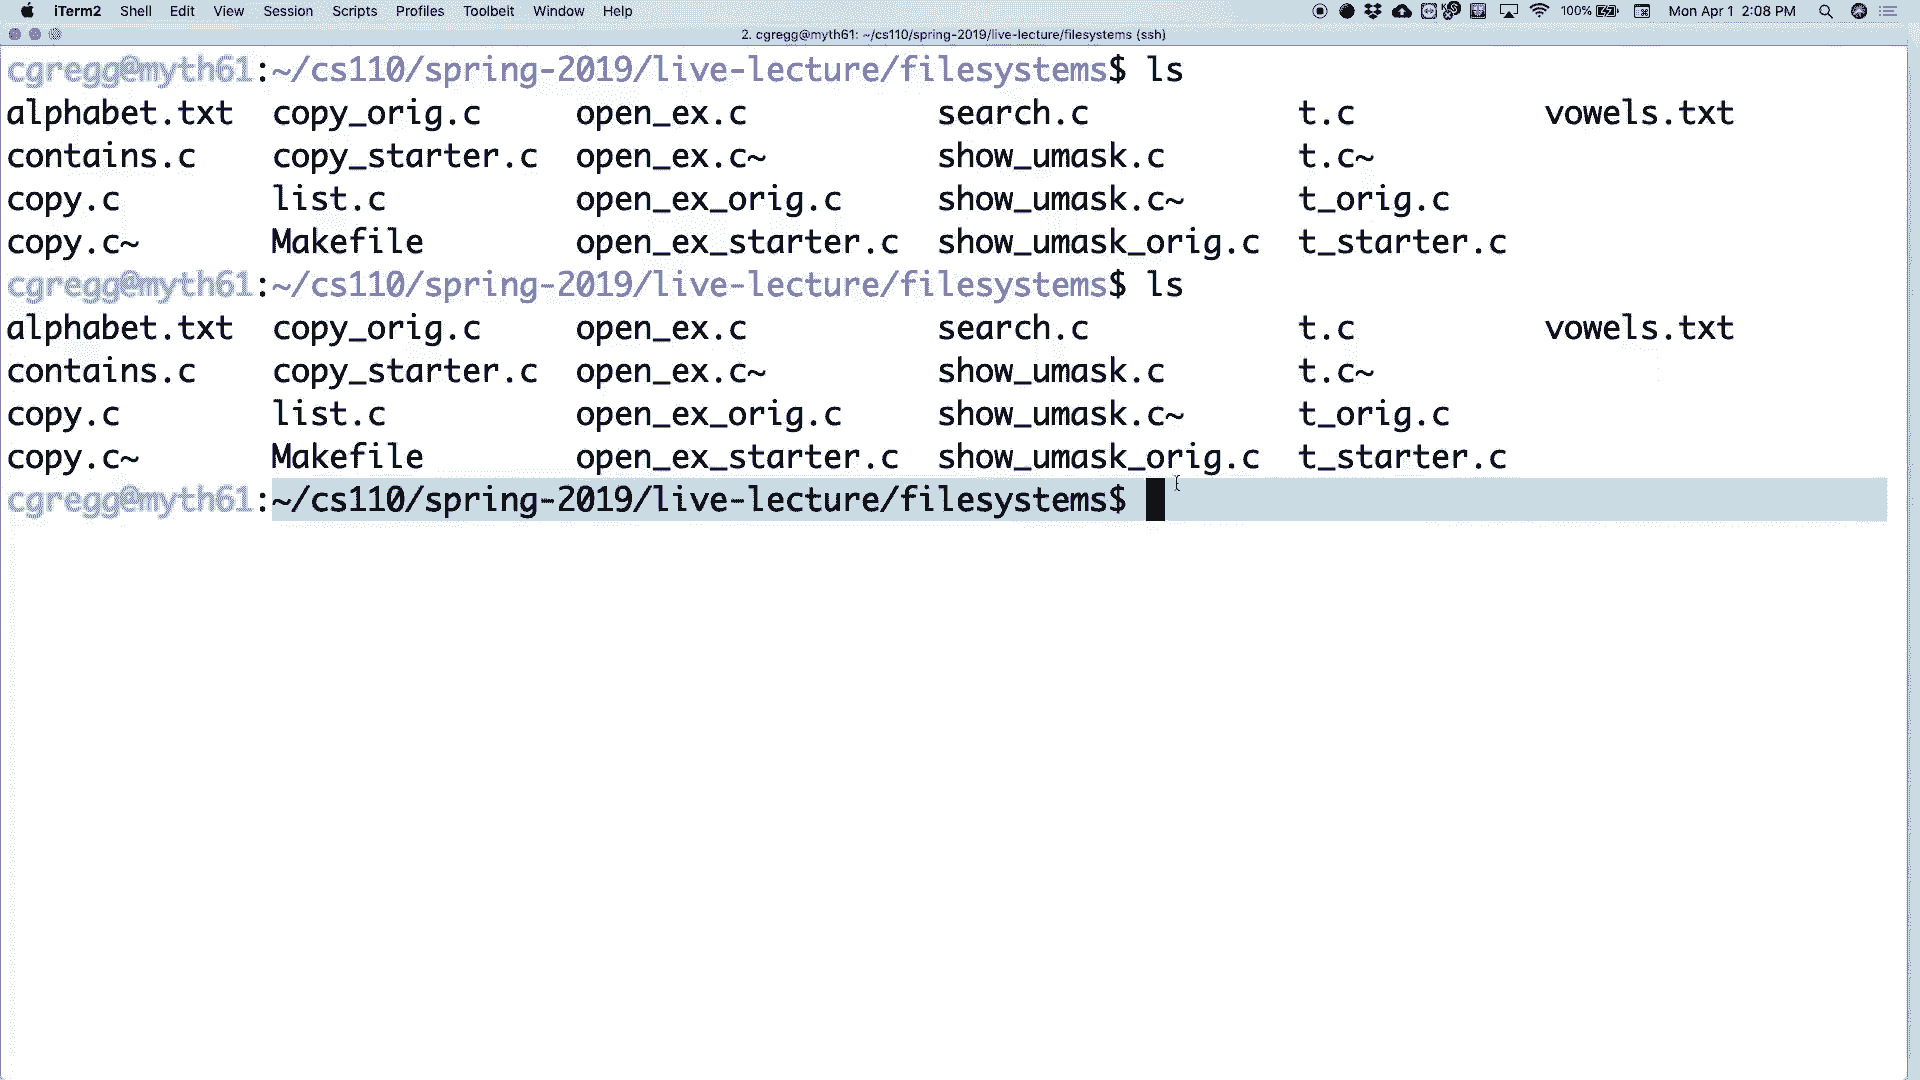 iTerm2 Shell Edit View Session Scripts Profiles Toolbelt Window Help 100% Mon Apr 1 2:08 PM
2. cgregg@myth61: ~/cs110/spring-2019/live-lecture/filesystems (ssh)
cgregg@myth61:~/cs110/spring-2019/live-lecture/filesystems$ ls
alphabet.txt copy_orig.c open_ex.c search.c t.c vowels.txt
contains.c copy_starter.c open_ex.c~ show_umask.c t.c~
copy.c list.c open_ex_orig.c show_umask.c~ t_orig.c
copy.c~ Makefile open_ex_starter.c show_umask_orig.c t_starter.c
cgregg@myth61:~/cs110/spring-2019/live-lecture/filesystems$ ls
alphabet.txt copy_orig.c open_ex.c search.c t.c vowels.txt
contains.c copy_starter.c open_ex.c~ show_umask.c t.c~
copy.c list.c open_ex_orig.c show_umask.c~ t_orig.c
copy.c~ Makefile open_ex_starter.c show_umask_orig.c t_starter.c
cgregg@myth61:~/cs110/spring-2019/live-lecture/filesystems$